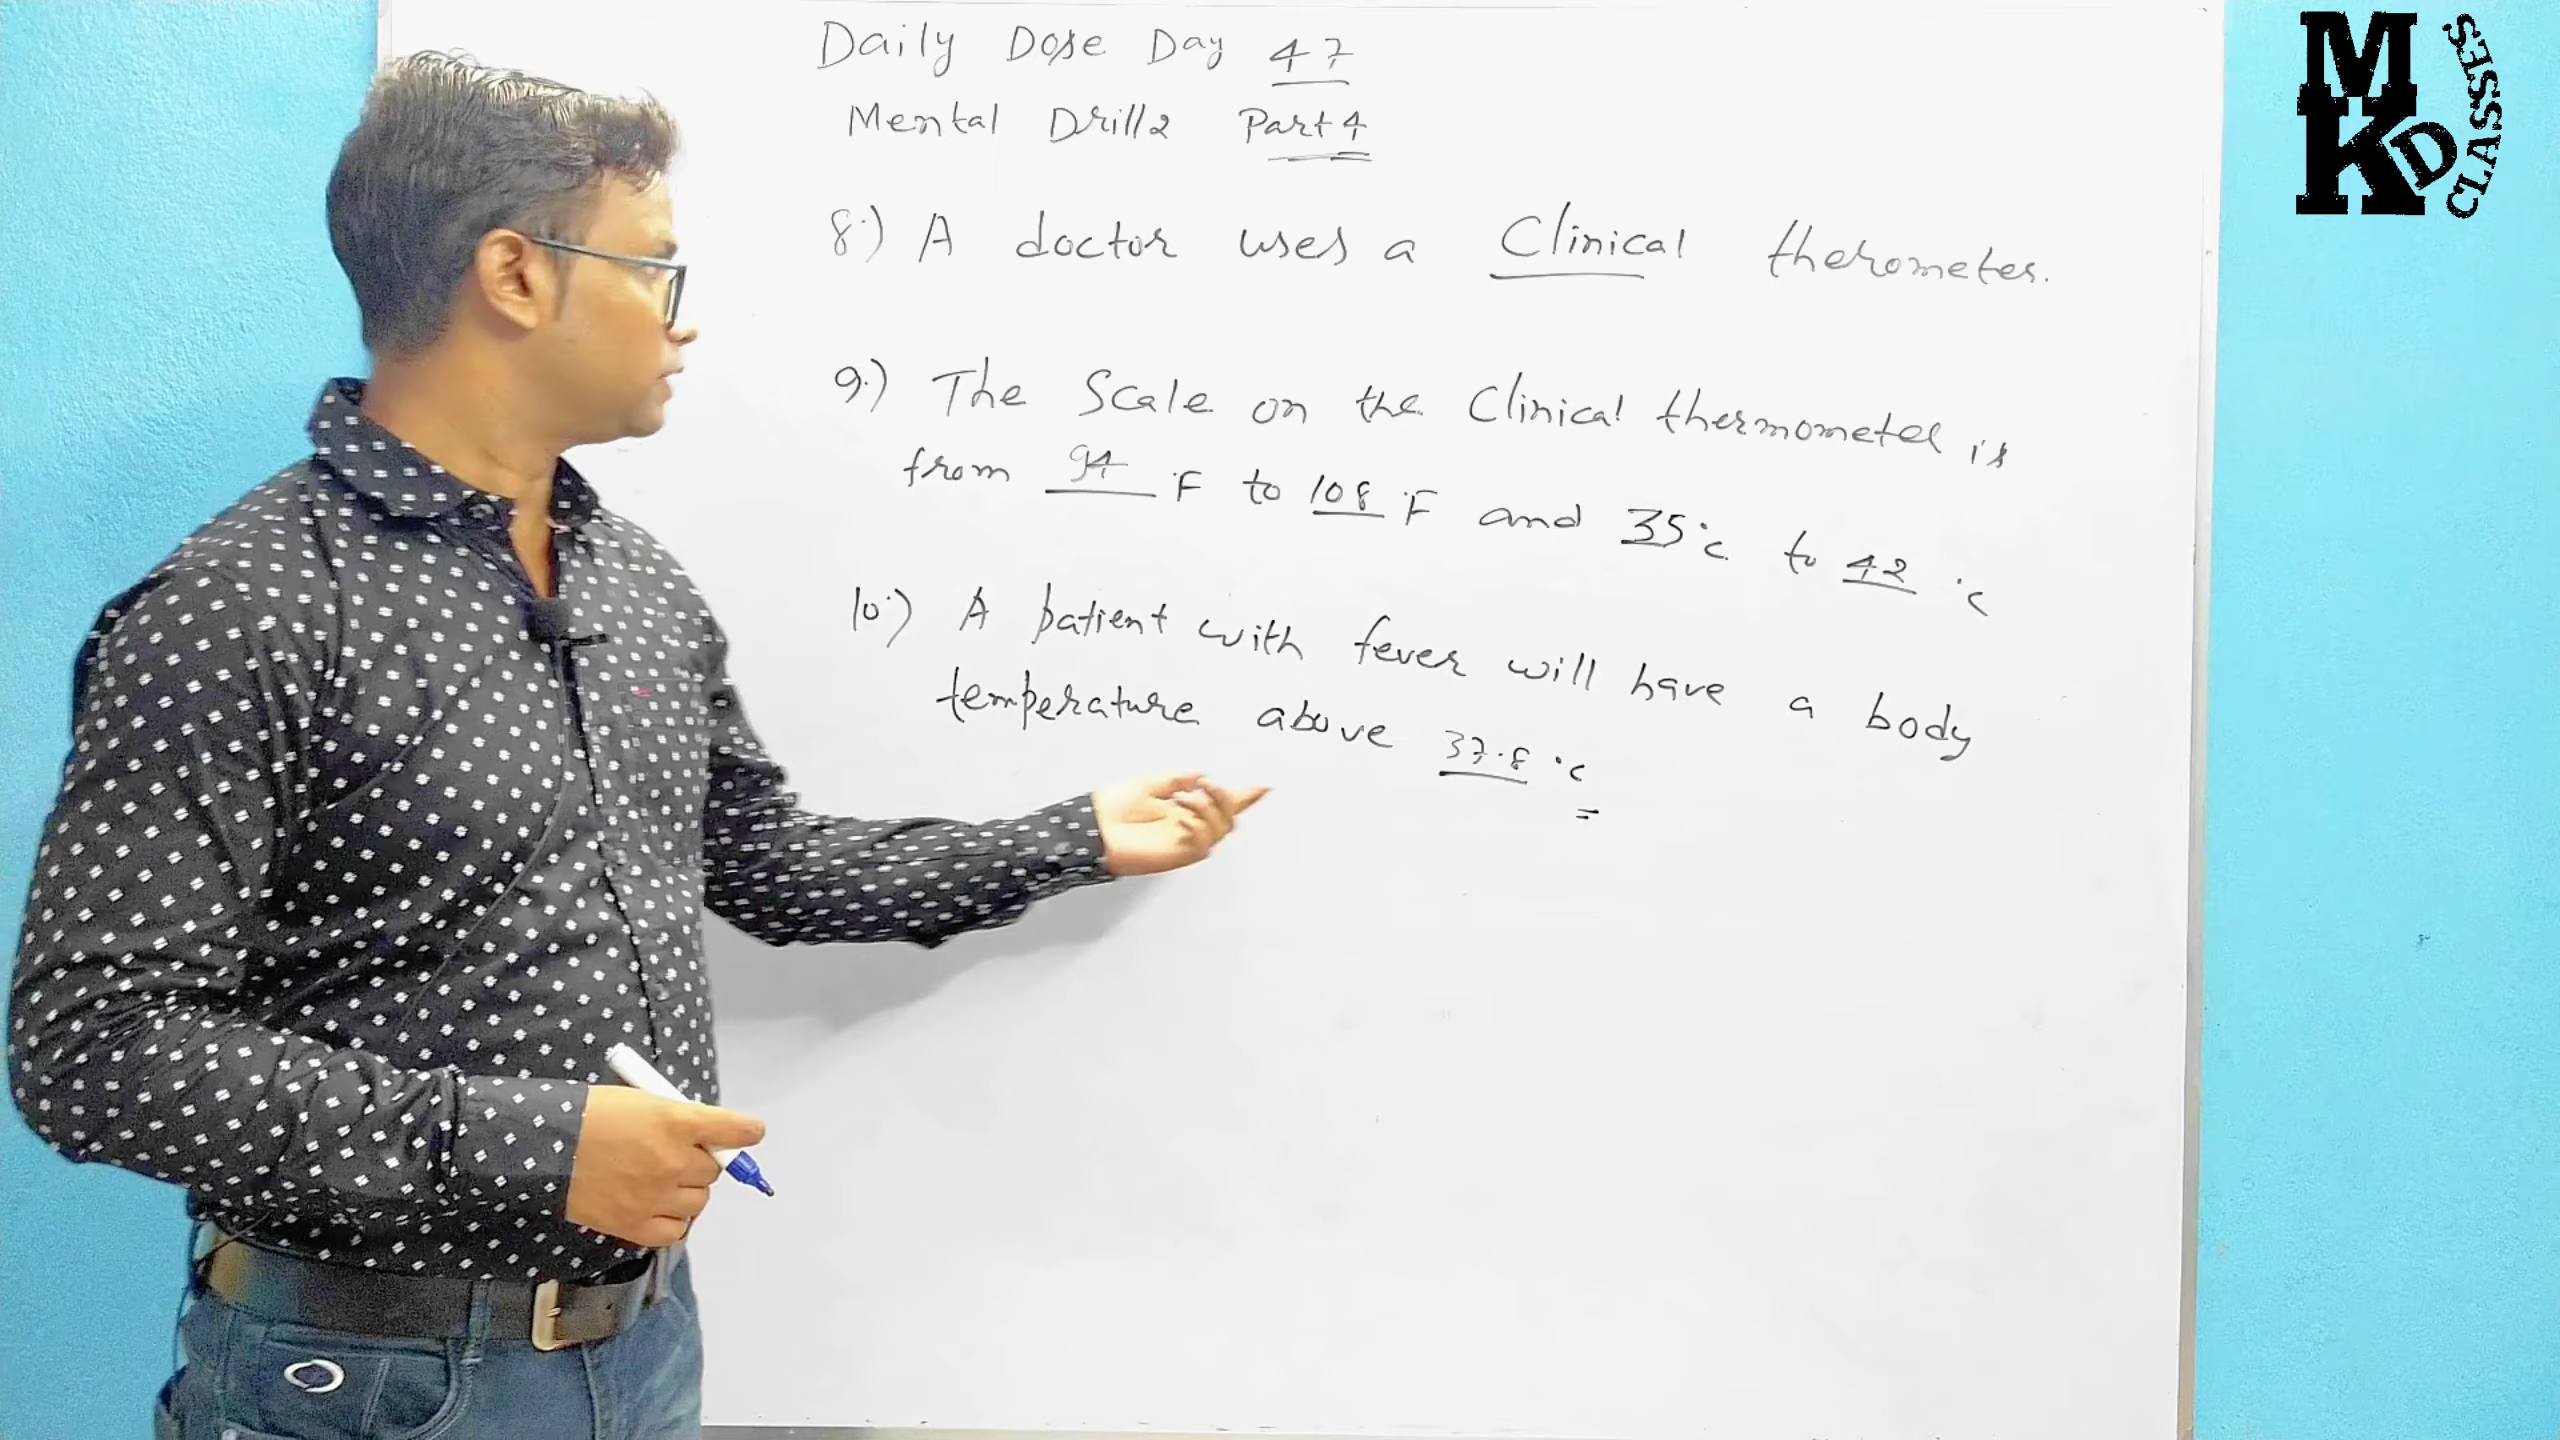 Daily Dose Day 47
Mental Drill 2 Part 4
8.) A doctor uses a Clinical therometer.
9.) The Scale on the Clinical thermometer is
from 94 °F to 108 °F and 35°c to 42 °c
10.) A patient with fever will have a body
temperature above 37.8 °c
MKD CLASSES